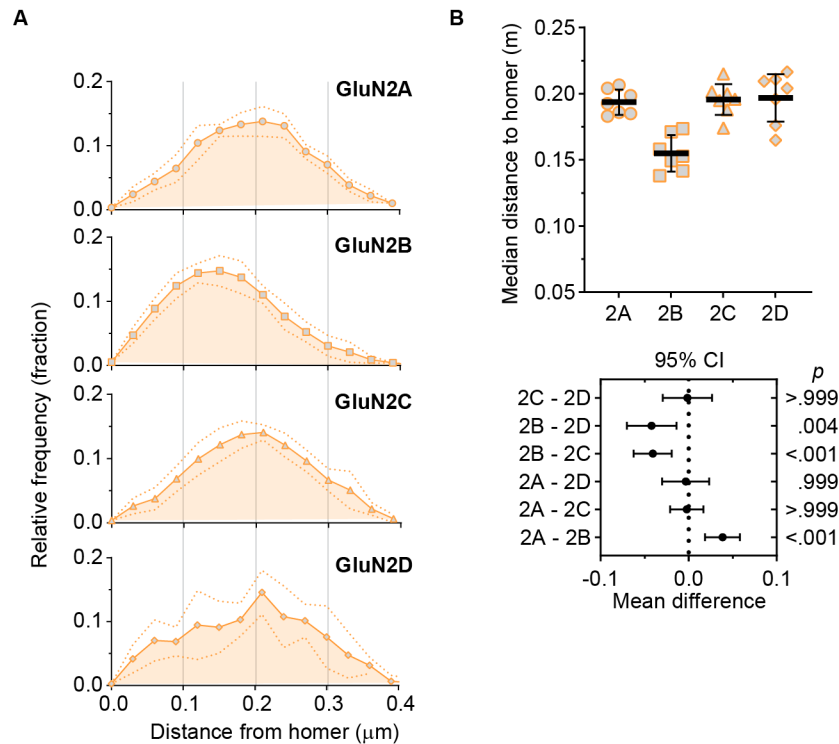 A
Relative frequency (fraction)
GluN2A
0.2
0.1
0.0
GluN2B
0.2
0.1
0.0
GluN2C
0.2
0.1
0.0
GluN2D
0.2
0.1
0.0
0.0 0.1 0.2 0.3 0.4
Distance from homer (μm)
B
Median distance to homer (m)
0.25
0.20
0.15
0.10
0.05
2A 2B 2C 2D
95% CI p
2C - 2D >.999
2B - 2D .004
2B - 2C <.001
2A - 2D .999
2A - 2C >.999
2A - 2B <.001
-0.1 0.0 0.1
Mean difference